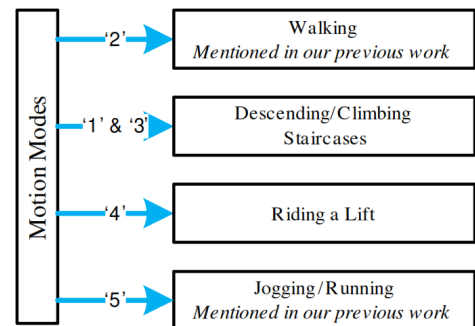 Motion Modes
‘2’
Walking
Mentioned in our previous work
‘1’ & ‘3’
Descending/Climbing
Staircases
‘4’
Riding a Lift
‘5’
Jogging/Running
Mentioned in our previous work